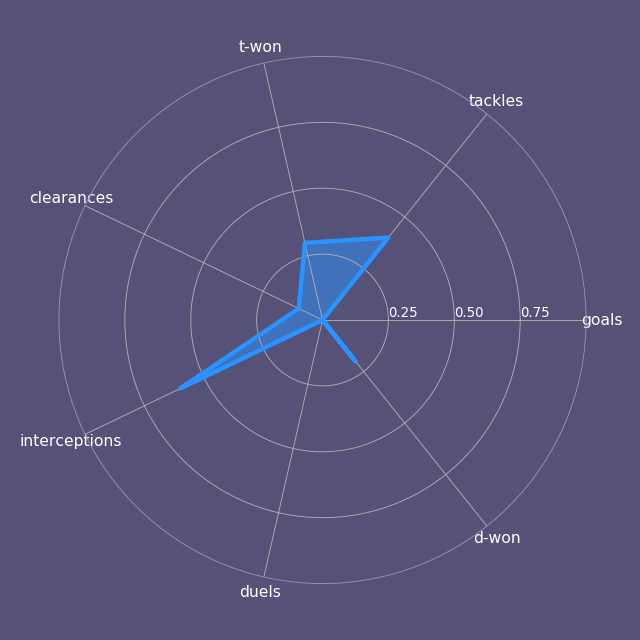 t-won
tackles
clearances
0.25 0.50 0.75
goals
interceptions
d-won
duels